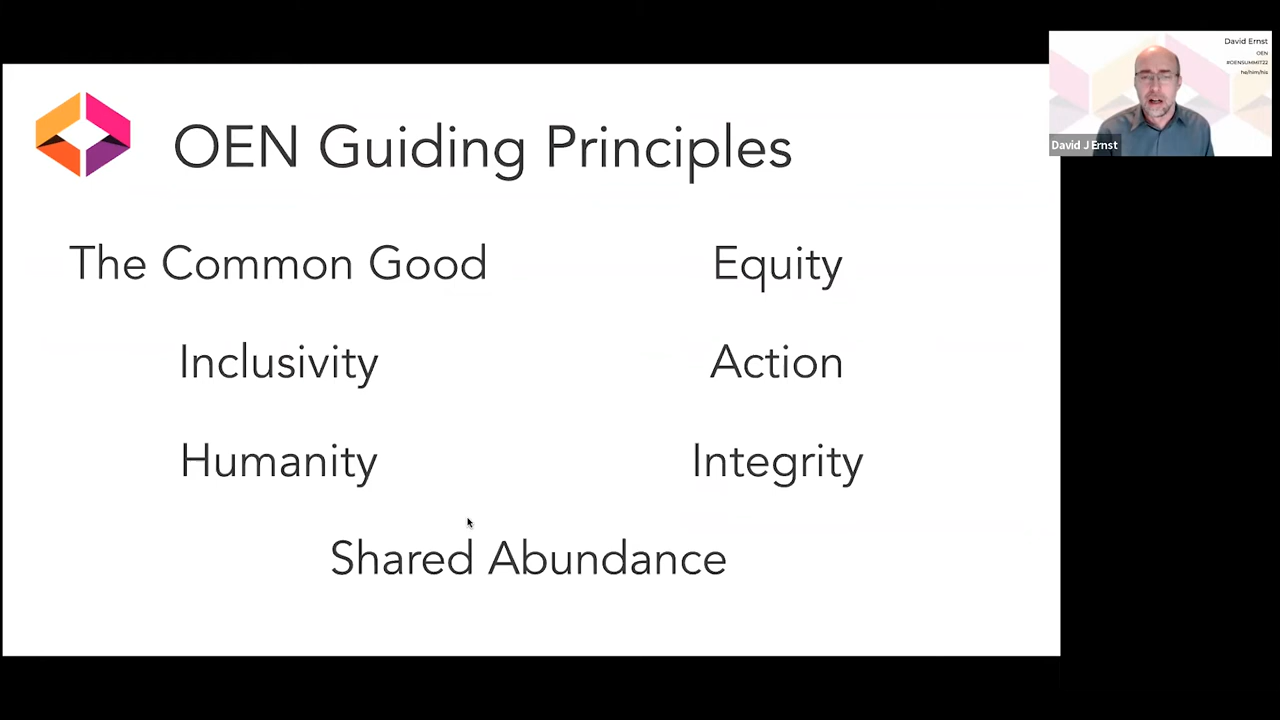 OEN Guiding Principles
The Common Good
Equity
Inclusivity
Action
Humanity
Integrity
Shared Abundance
David Ernst
OEN
#OENSUMMIT22
he/him/his
David J Ernst